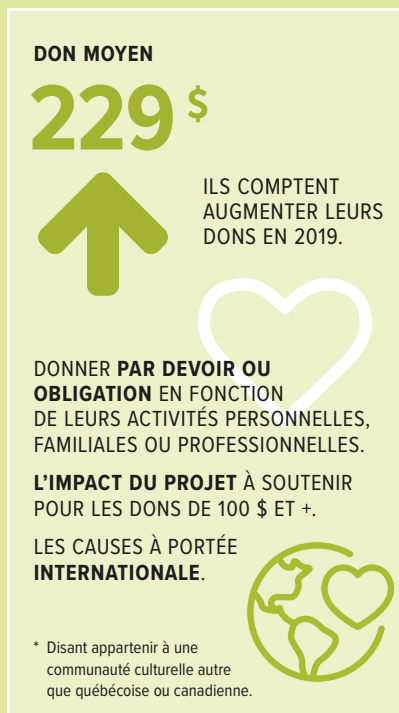 DON MOYEN
229 $
ILS COMPTENT
AUGMENTER LEURS
DONS EN 2019.
DONNER PAR DEVOIR OU
OBLIGATION EN FONCTION
DE LEURS ACTIVITÉS PERSONNELLES,
FAMILIALES OU PROFESSIONNELLES.
L'IMPACT DU PROJET À SOUTENIR
POUR LES DONS DE 100 $ ET +.
LES CAUSES À PORTÉE
INTERNATIONALE.
* Disant appartenir à une
communauté culturelle autre
que québécoise ou canadienne.